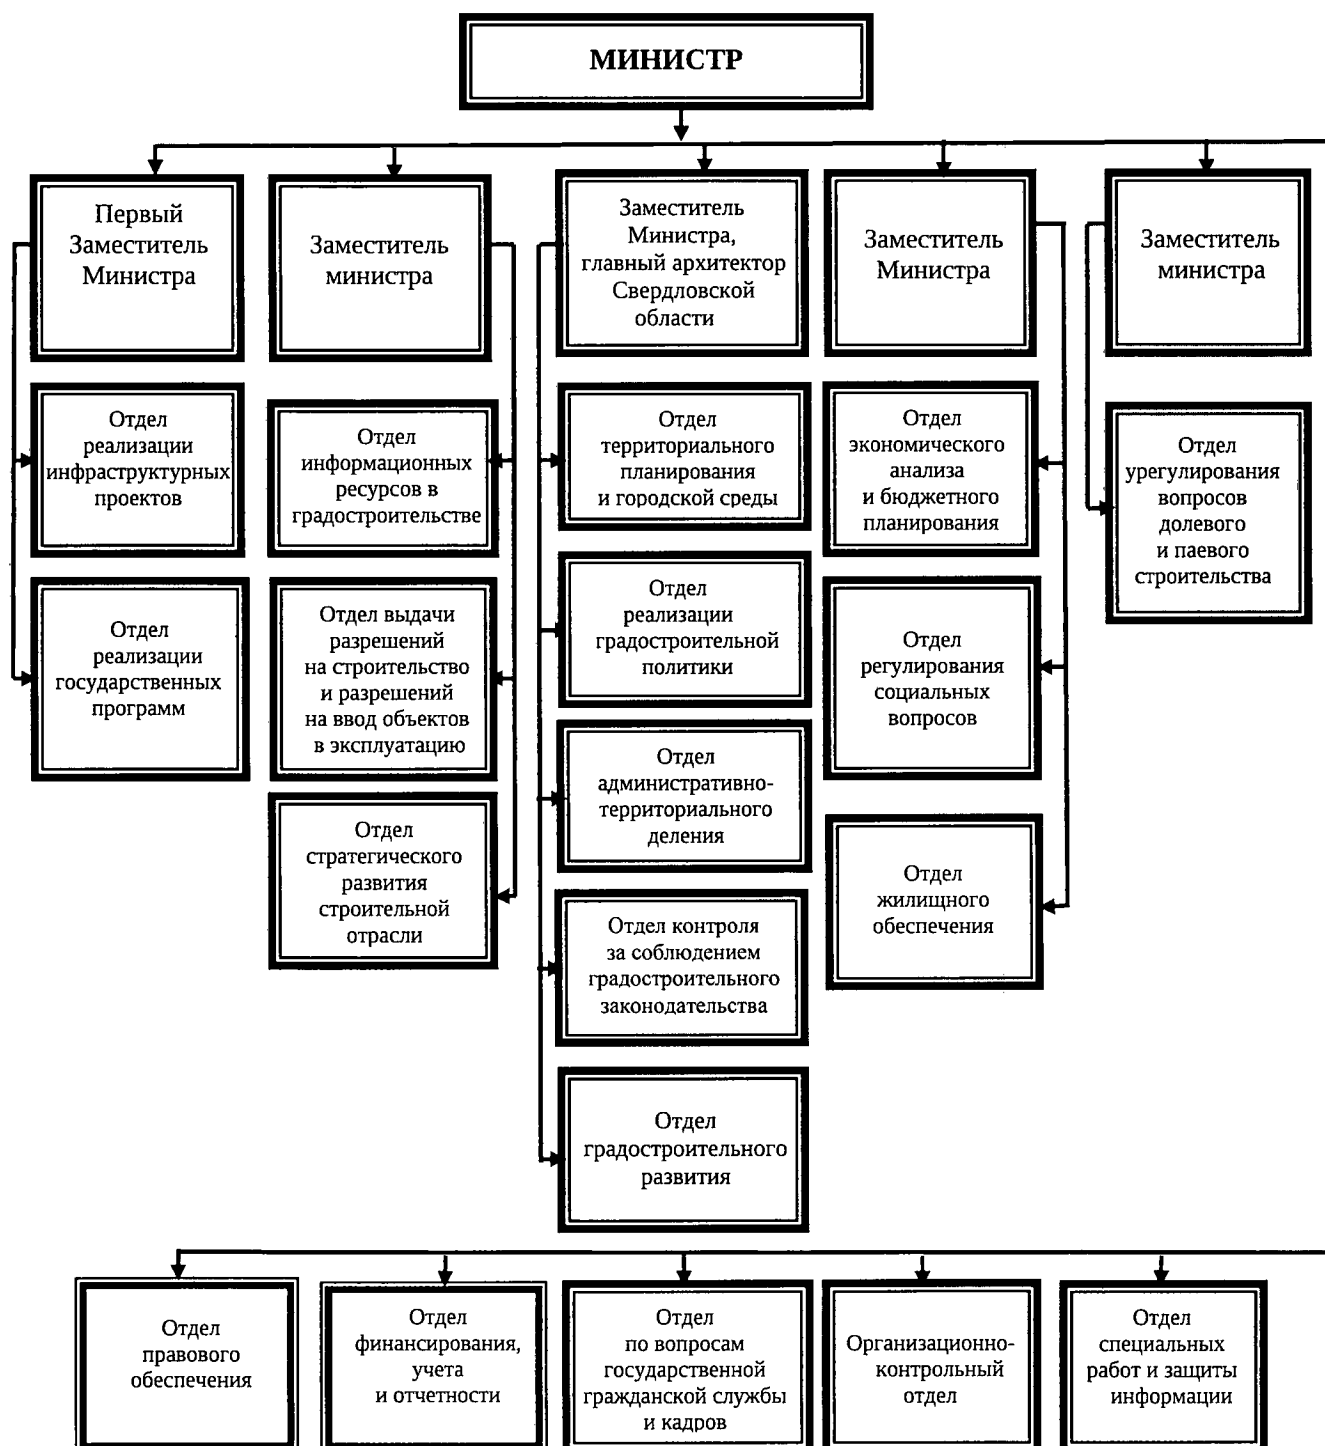 МИНИСТР
Первый
Заместитель
Министра
Заместитель
министра
Заместитель
Министра,
главный архитектор
Свердловской
области
Заместитель
Министра
Заместитель
министра
Отдел
реализации
инфраструктурных
проектов
Отдел
реализации
государственных
программ
Отдел
информационных
ресурсов в
градостроительстве
Отдел выдачи
разрешений
на строительство
и разрешений
на ввод объектов
в эксплуатацию
Отдел
стратегического
развития
строительной
отрасли
Отдел
территориального
планирования
и городской среды
Отдел
реализации
градостроительной
политики
Отдел
административно-
территориального
деления
Отдел контроля
за соблюдением
градостроительного
законодательства
Отдел
градостроительного
развития
Отдел
экономического
анализа
и бюджетного
планирования
Отдел
регулирования
социальных
вопросов
Отдел
жилищного
обеспечения
Отдел
урегулирования
вопросов
долевого
и паевого
строительства
Отдел
правового
обеспечения
Отдел
финансирования,
учета
и отчетности
Отдел
по вопросам
государственной
гражданской службы
и кадров
Организационно-
контрольный
отдел
Отдел
специальных
работ и защиты
информации